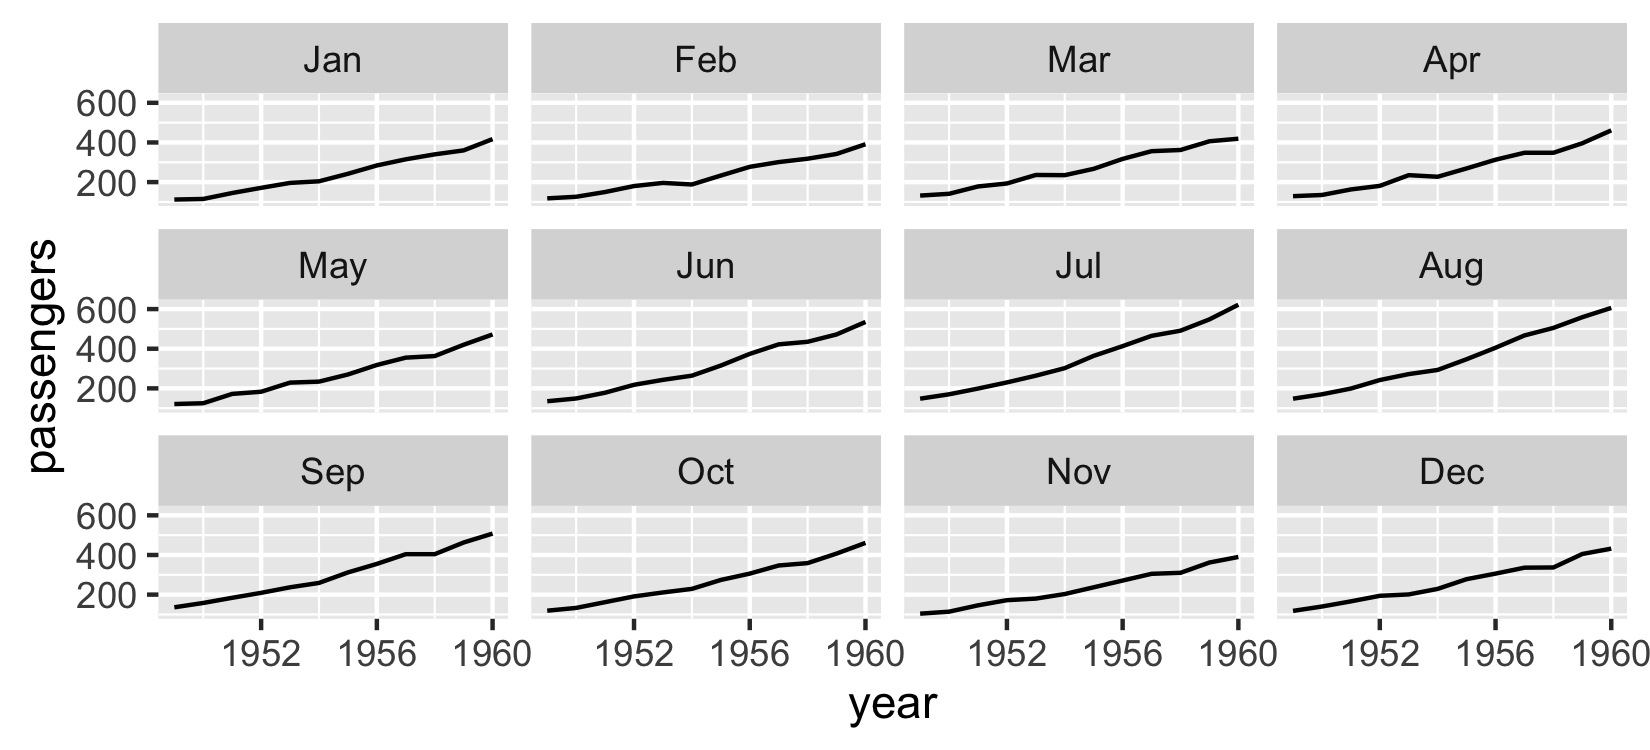 Jan Feb Mar Apr
600
400
200
May Jun Jul Aug
600
400
200
Sep Oct Nov Dec
600
400
200
1952 1956 1960 1952 1956 1960 1952 1956 1960 1952 1956 1960
year
passengers